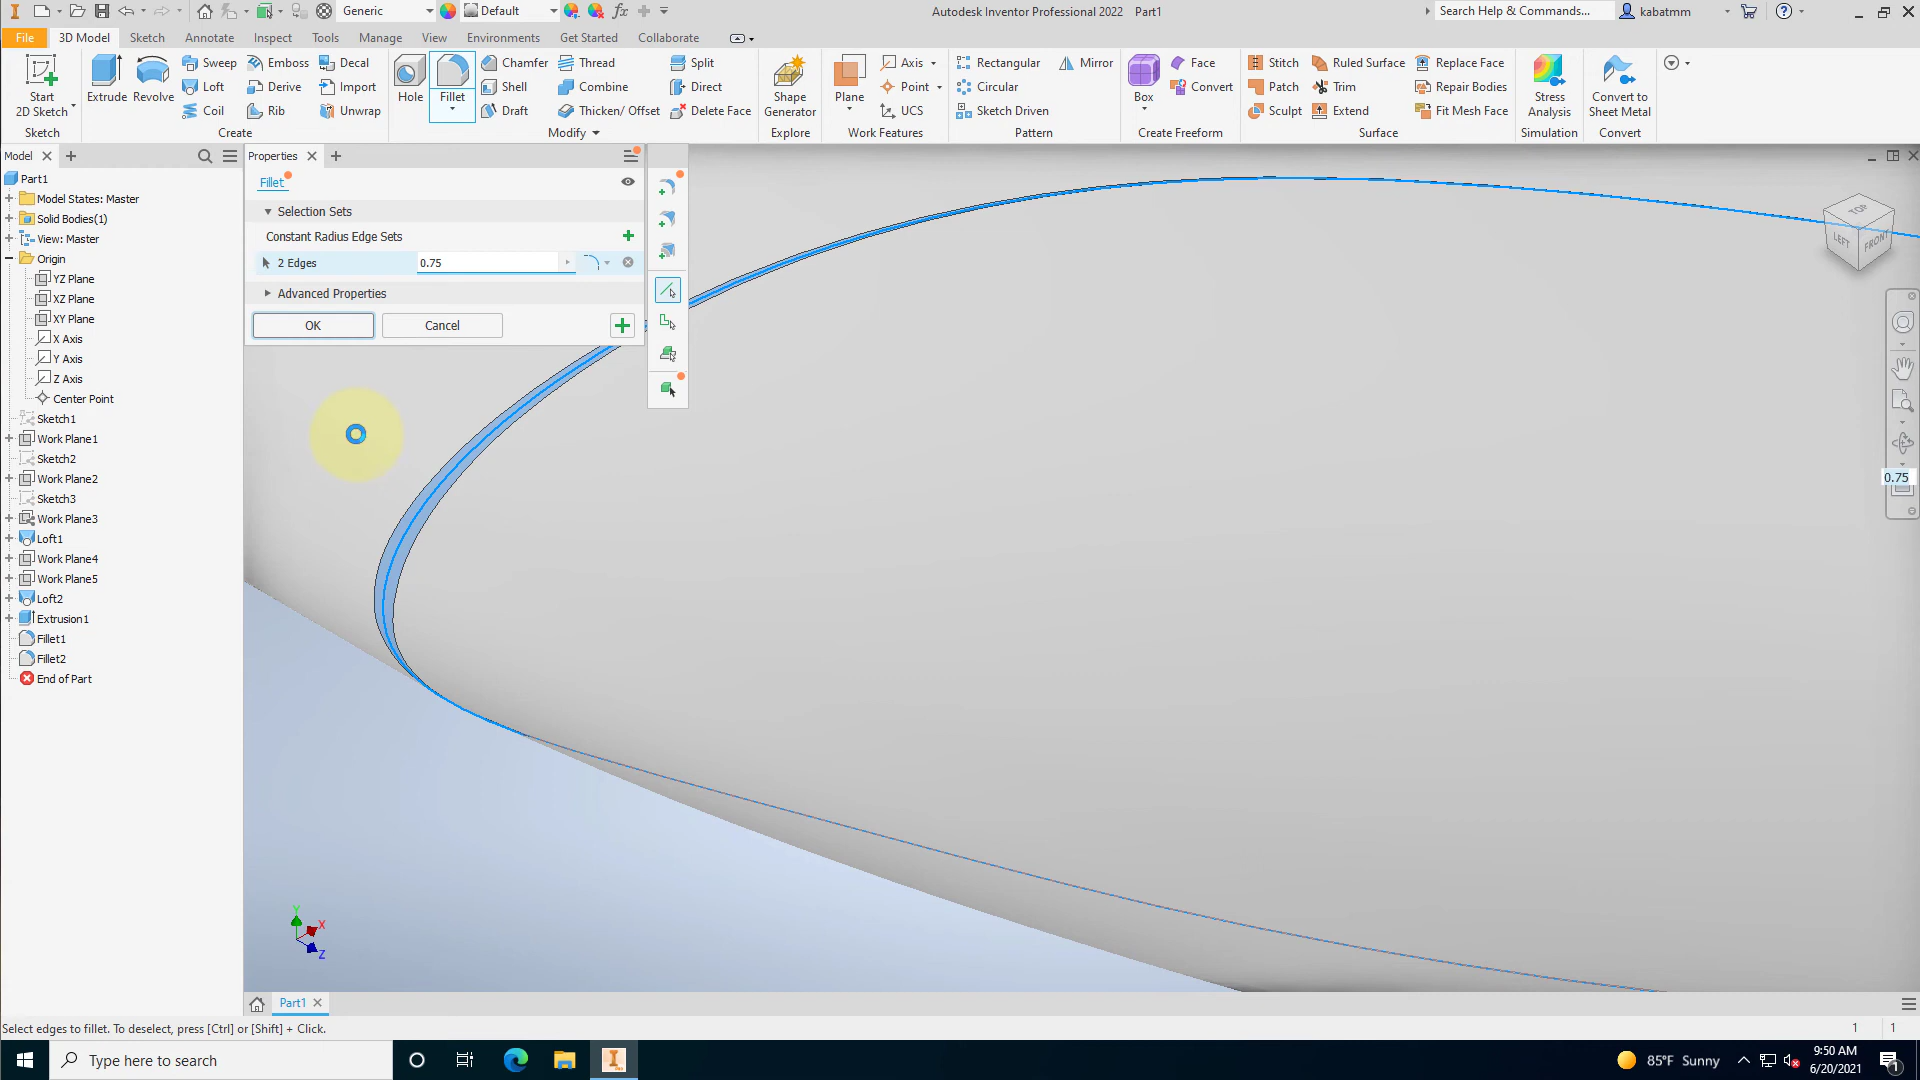 Generic
Default
Autodesk Inventor Professional 2022 Part1
Search Help & Commands...
kabatmm
File
3D Model
Sketch
Annotate
Inspect
Tools
Manage
View
Environments
Get Started
Collaborate
Start
2D Sketch
Sketch
Extrude
Revolve
Sweep
Loft
Coil
Emboss
Derive
Rib
Decal
Import
Unwrap
Create
Hole
Fillet
Chamfer
Shell
Draft
Thread
Combine
Thicken/ Offset
Split
Direct
Delete Face
Modify
Shape
Generator
Explore
Plane
Axis
Point
UCS
Work Features
Rectangular
Circular
Sketch Driven
Mirror
Pattern
Box
Face
Convert
Create Freeform
Stitch
Patch
Sculpt
Ruled Surface
Trim
Extend
Replace Face
Repair Bodies
Fit Mesh Face
Surface
Stress
Analysis
Simulation
Convert to
Sheet Metal
Convert
Model
Part1
Model States: Master
Solid Bodies(1)
View: Master
Origin
YZ Plane
XZ Plane
XY Plane
X Axis
Y Axis
Z Axis
Center Point
Sketch1
Work Plane1
Sketch2
Work Plane2
Sketch3
Work Plane3
Loft1
Work Plane4
Work Plane5
Loft2
Extrusion1
Fillet1
Fillet2
End of Part
Properties
Fillet
Selection Sets
Constant Radius Edge Sets
2 Edges
0.75
Advanced Properties
OK
Cancel
TOP
LEFT
FRONT
0.75
Y
X
Z
Part1
Select edges to fillet. To deselect, press [Ctrl] or [Shift] + Click.
1
1
Type here to search
85°F Sunny
9:50 AM
6/20/2021
1